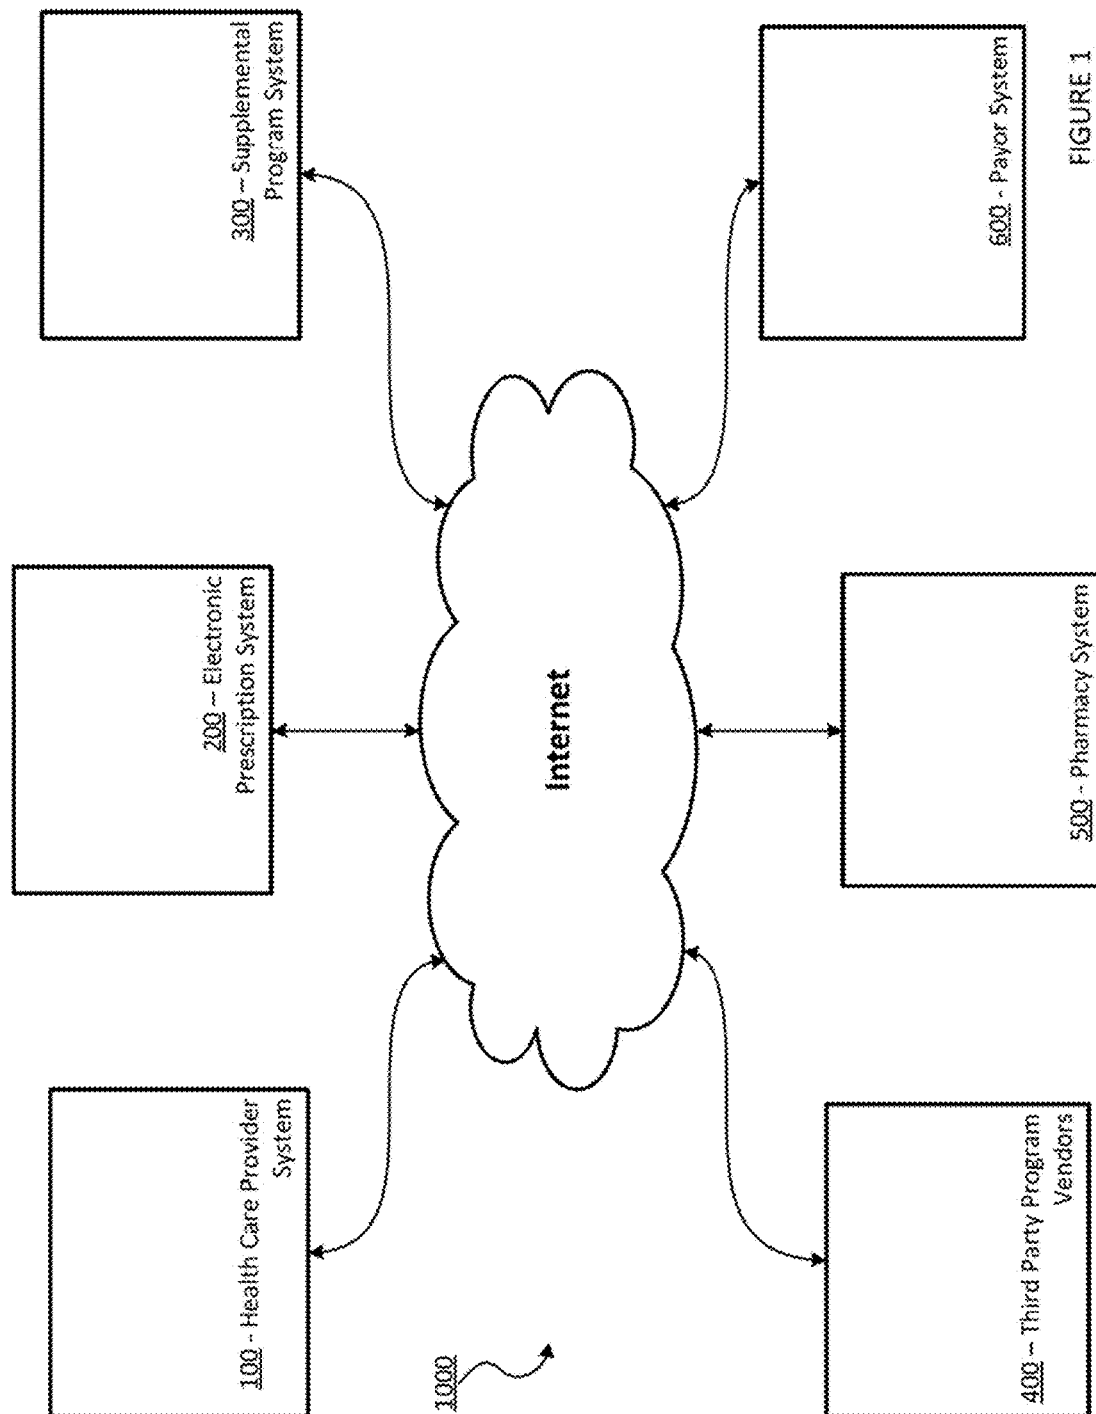 100 - Health Care Provider
System
200 – Electronic
Prescription System
300 – Supplemental
Program System
1000
Internet
400 – Third Party Program
Vendors
500 - Pharmacy System
600 - Payor System
FIGURE 1